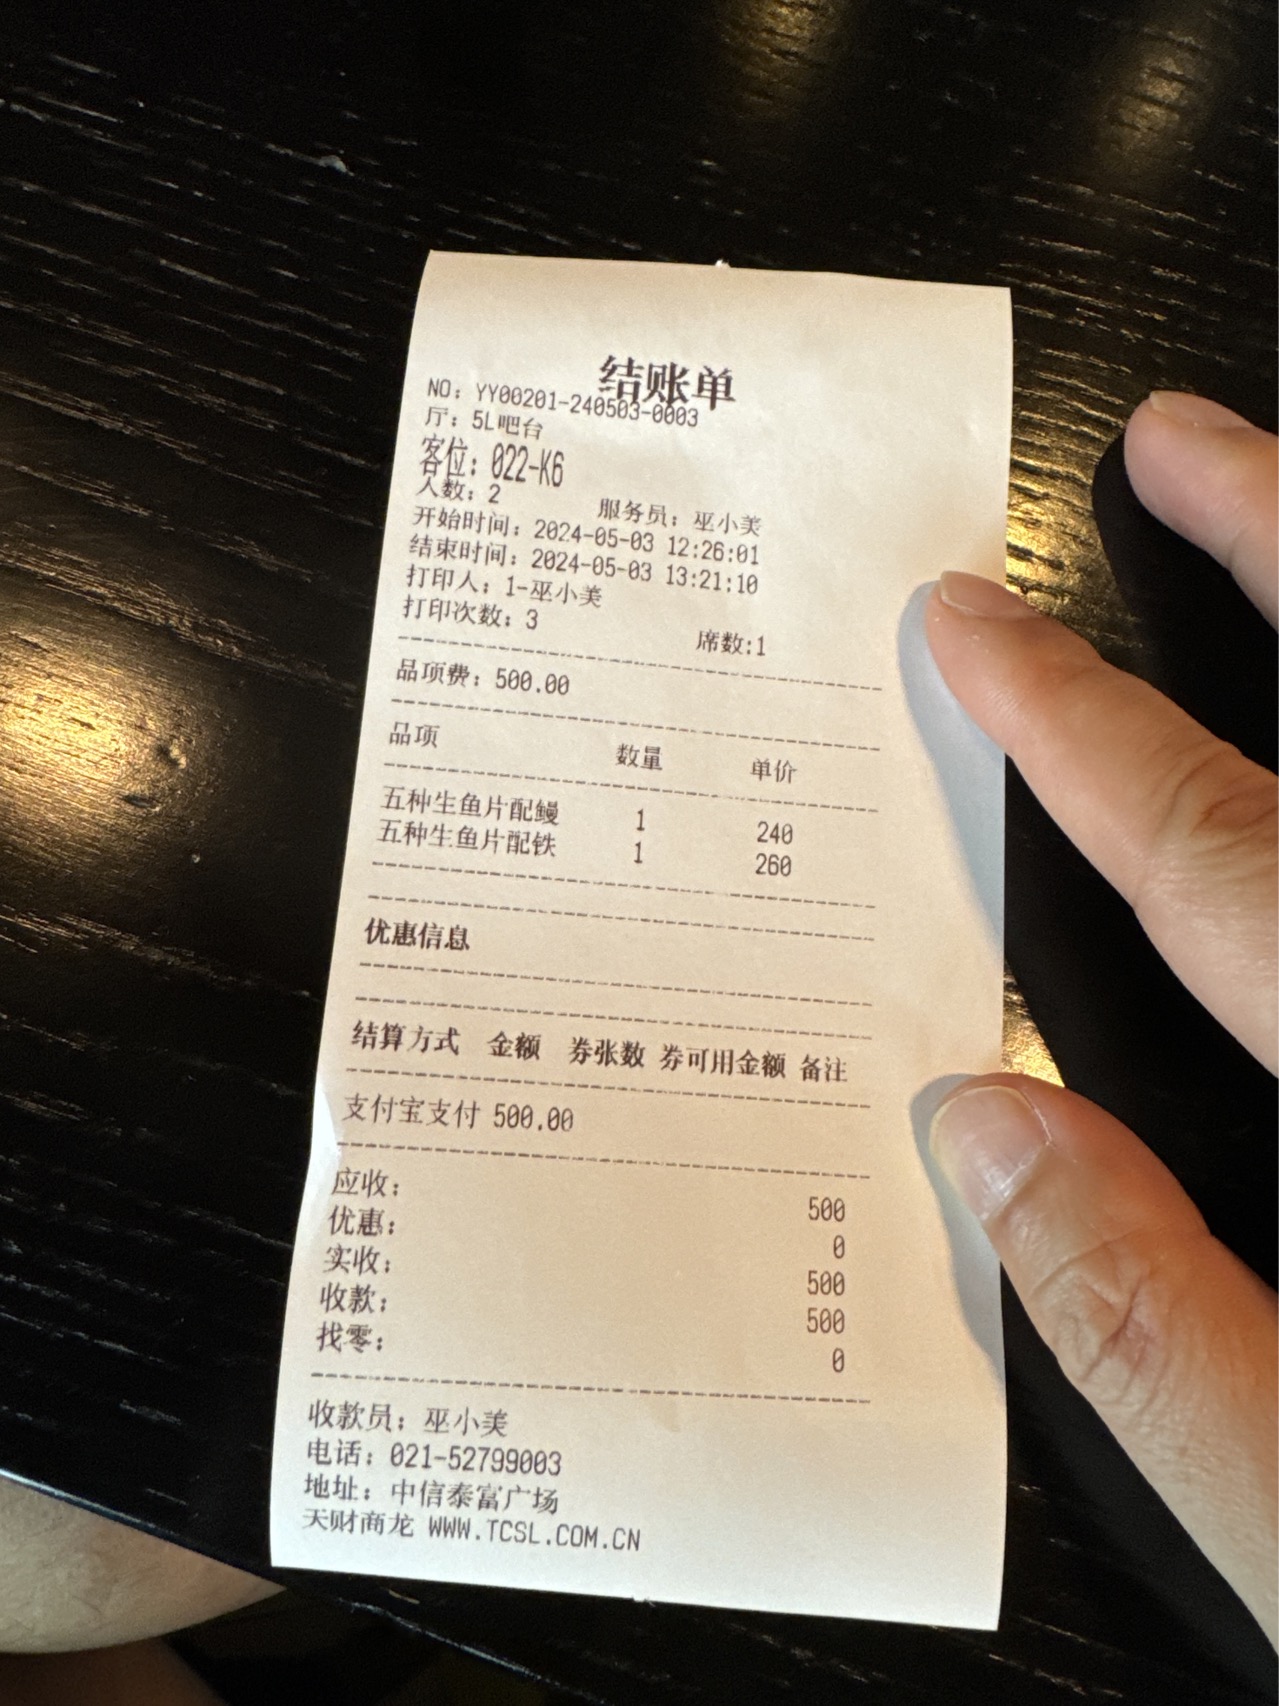 结账单
NO: YY00201-240503-0003
厅: 5L吧台
客位: 022-K6
人数: 2 服务员: 巫小美
开始时间: 2024-05-03 12:26:01
结束时间: 2024-05-03 13:21:10
打印人: 1-巫小美
打印次数: 3 席数:1
品项费: 500.00
品项 数量 单价
五种生鱼片配鳗 1 240
五种生鱼片配铁 1 260
优惠信息
结算方式 金额 券张数 券可用金额 备注
支付宝支付 500.00
应收: 500
优惠: 0
实收: 500
收款: 500
找零: 0
收款员: 巫小美
电话: 021-52799003
地址: 中信泰富广场
天财商龙 WWW.TCSL.COM.CN